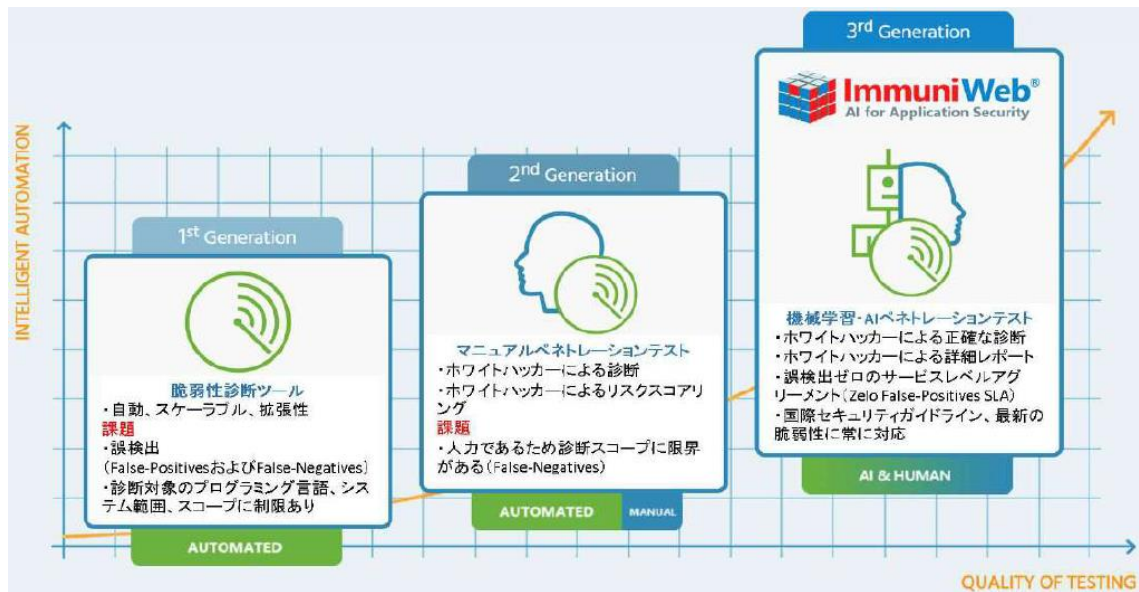 3rd Generation
ImmuniWeb®
AI for Application Security
機械学習・AIペネトレーションテスト
・ホワイトハッカーによる正確な診断
・ホワイトハッカーによる詳細レポート
・誤検出ゼロのサービスレベルアグ
リーメント(Zelo False-Positives SLA)
・国際セキュリティガイドライン、最新の
脆弱性に常に対応
AI & HUMAN
2nd Generation
マニュアルペネトレーションテスト
・ホワイトハッカーによる診断
・ホワイトハッカーによるリスクスコアリ
ング
課題
・人力であるため診断スコープに限界
がある(False-Negatives)
AUTOMATED
MANUAL
1st Generation
脆弱性診断ツール
・自動、スケーラブル、拡張性
課題
・誤検出
(False-PositivesおよびFalse-Negatives)
・診断対象のプログラミング言語、シス
テム範囲、スコープに制限あり
AUTOMATED
INTELLIGENT AUTOMATION
QUALITY OF TESTING